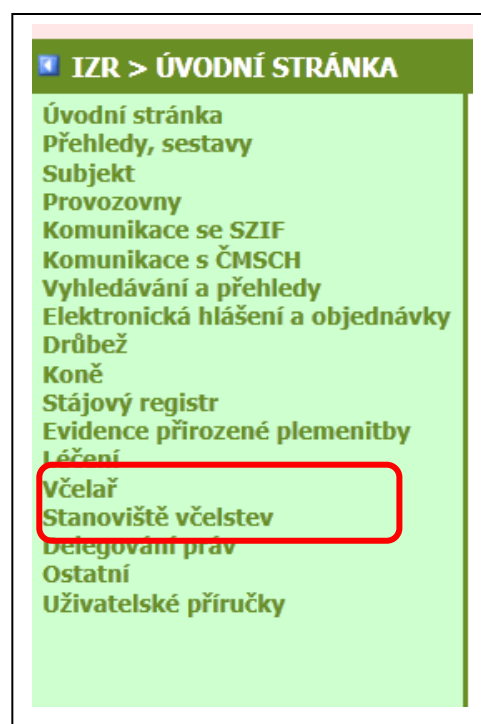 IZR > ÚVODNÍ STRÁNKA
Úvodní stránka
Přehledy, sestavy
Subjekt
Provozovny
Komunikace se SZIF
Komunikace s ČMSCH
Vyhledávání a přehledy
Elektronická hlášení a objednávky
Drůbež
Koně
Stájový registr
Evidence přirozené plemenitby
Léčení
Včelař
Stanoviště včelstev
Delegování práv
Ostatní
Uživatelské příručky